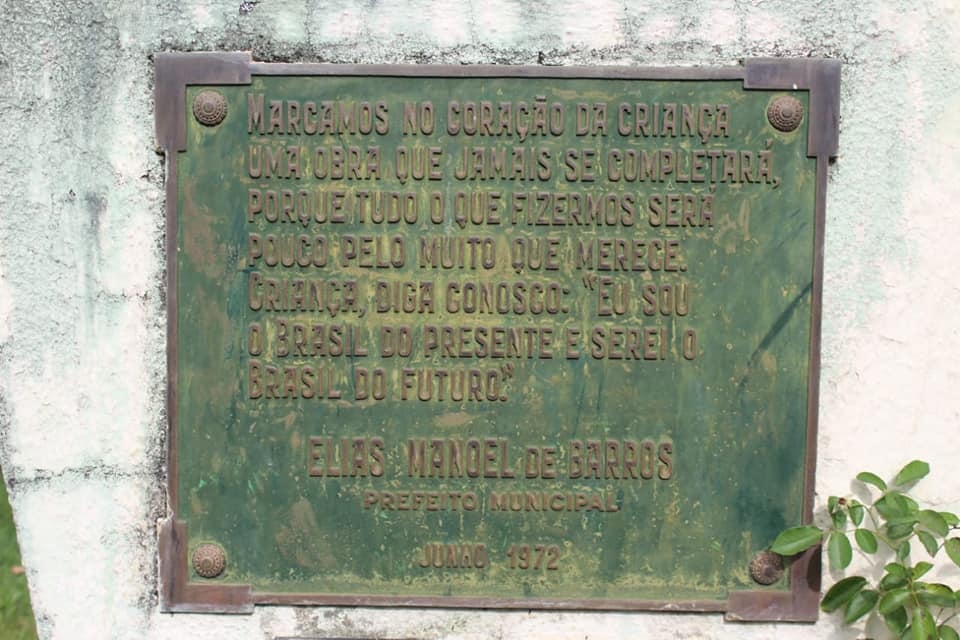 Marcamos no coração da criança
uma obra que jamais se completará,
porque tudo o que fizermos será
pouco pelo muito que merece.
Criança, diga conosco: "Eu sou
o Brasil do presente e serei o
Brasil do futuro."
ELIAS MANOEL DE BARROS
PREFEITO MUNICIPAL
JUNHO 1972